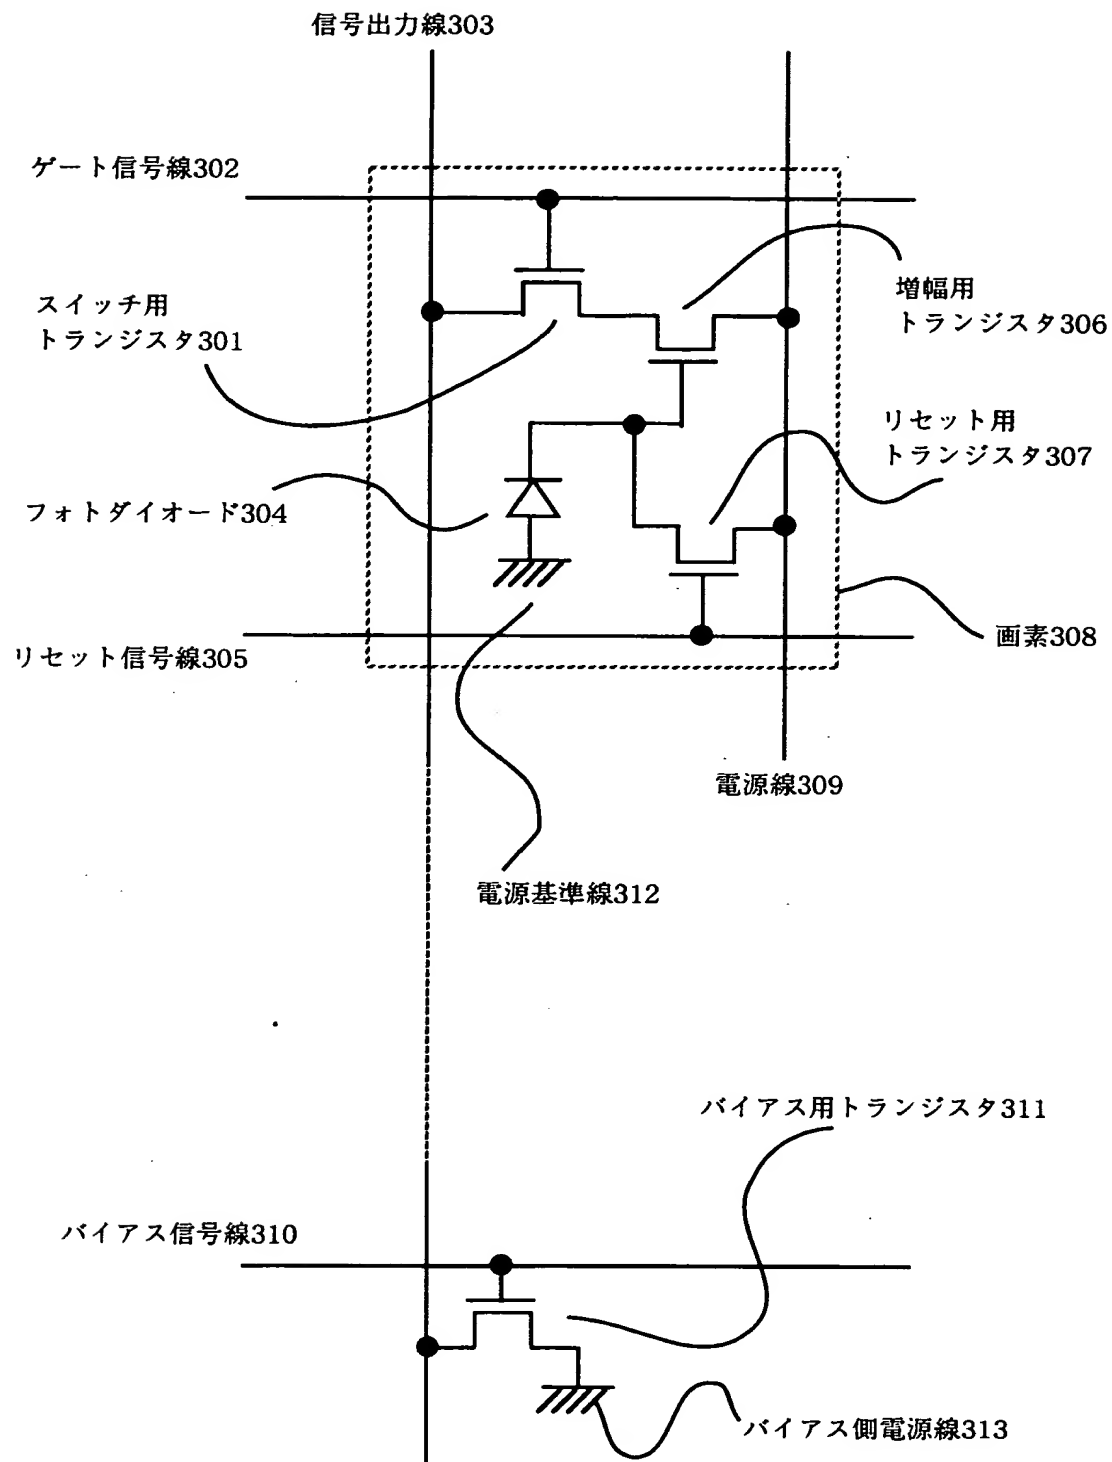 信号出力線303
ゲート信号線302
スイッチ用
トランジスタ301
増幅用
トランジスタ306
リセット用
トランジスタ307
フォトダイオード304
リセット信号線305
画素308
電源線309
電源基準線312
バイアス用トランジスタ311
バイアス信号線310
バイアス側電源線313